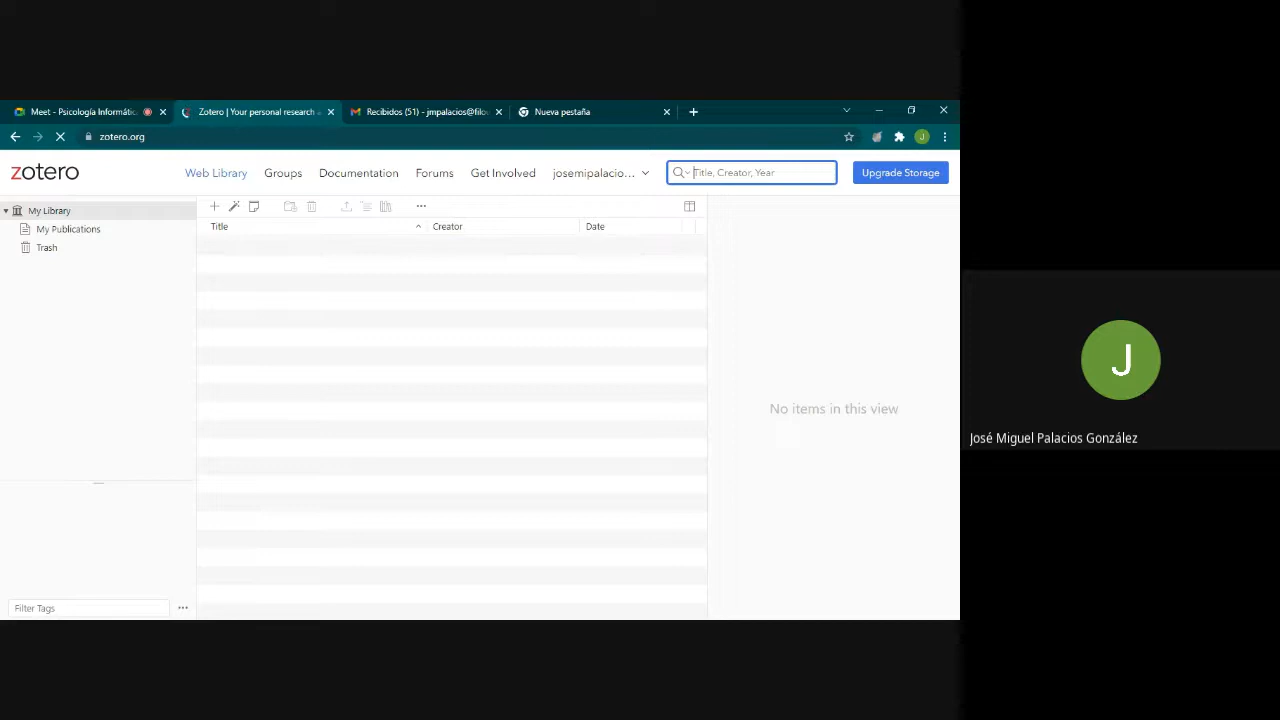 Meet - Psicología Informátic
Zotero | Your personal research
Recibidos (51) - jmpalacios@filo
Nueva pestaña
zotero.org
J
zotero
Web Library
Groups
Documentation
Forums
Get Involved
josemipalacio...
Title, Creator, Year
Upgrade Storage
My Library
My Publications
Trash
Title
Creator
Date
No items in this view
Filter Tags
J
José Miguel Palacios González